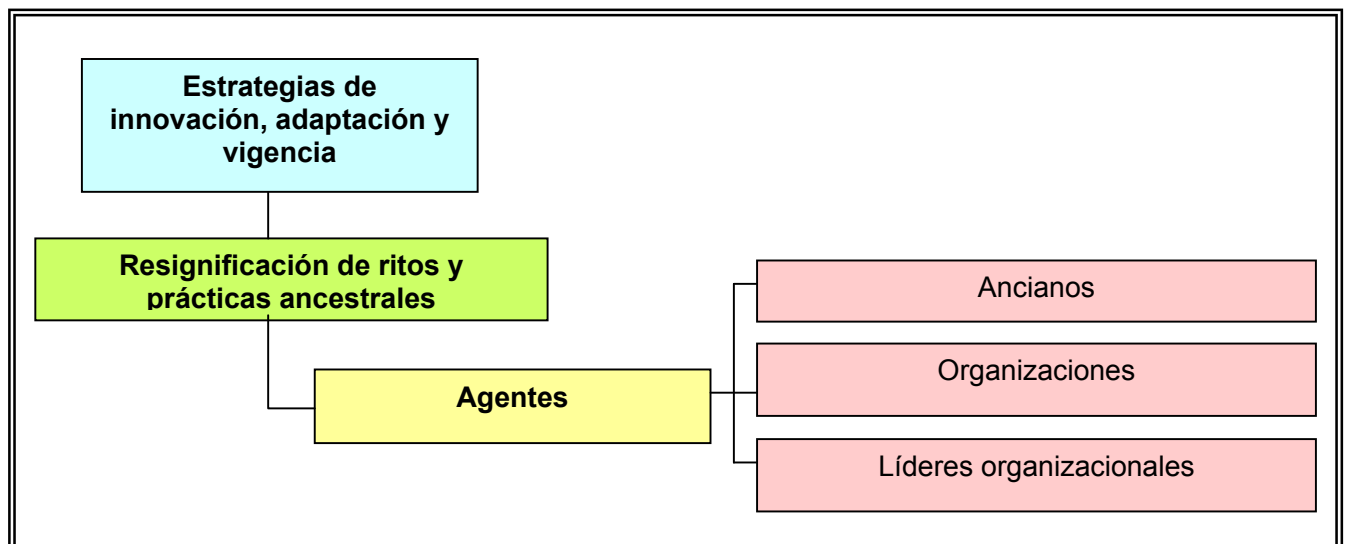 Estrategias de
innovación, adaptación y
vigencia
Resignificación de ritos y
prácticas ancestrales
Ancianos
Organizaciones
Agentes
Líderes organizacionales